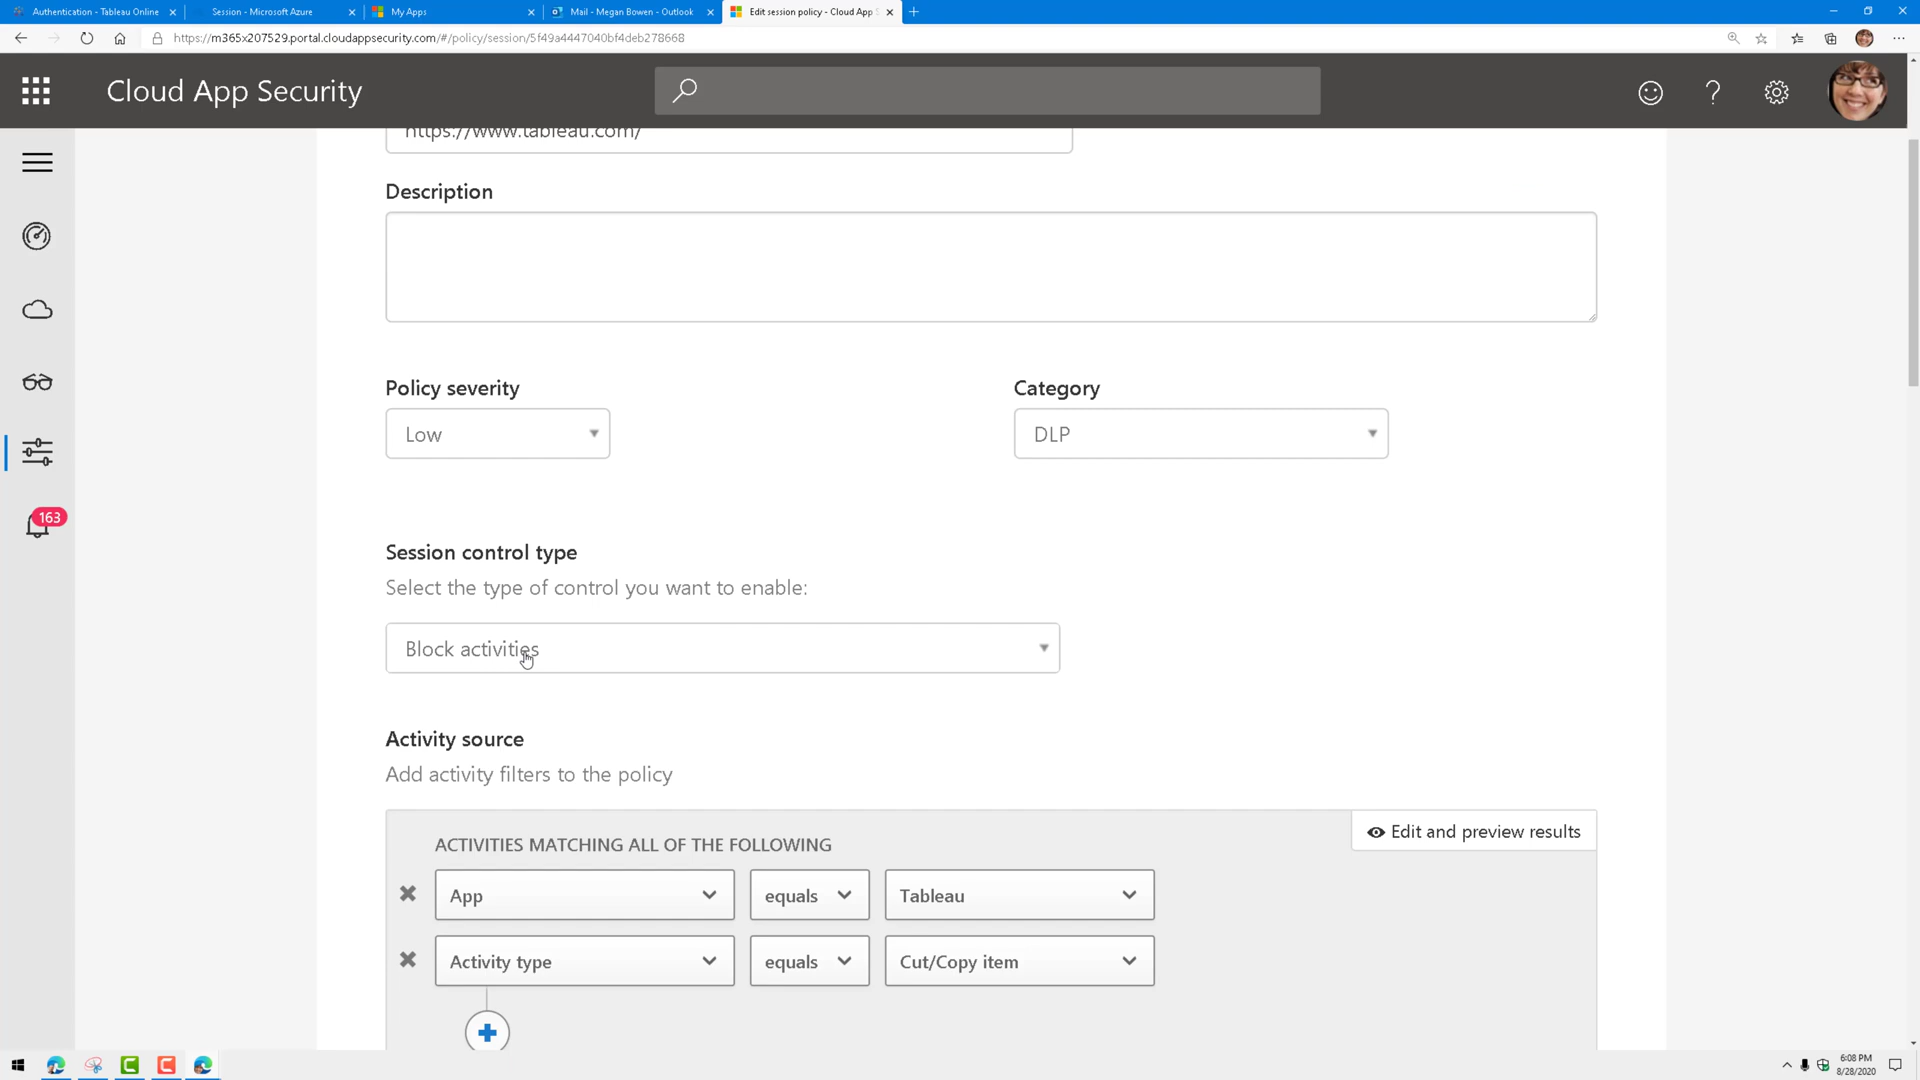 Authentication - Tableau Online
Session - Microsoft Azure
My Apps
Mail - Megan Bowen - Outlook
Edit session policy - Cloud App S
https://m365x207529.portal.cloudappsecurity.com/#/policy/session/5f49a4447040bf4deb278668
Cloud App Security
https://www.tableau.com/
Description
Policy severity
Category
Low
DLP
163
Session control type
Select the type of control you want to enable:
Block activities
Activity source
Add activity filters to the policy
Edit and preview results
ACTIVITIES MATCHING ALL OF THE FOLLOWING
App
equals
Tableau
Activity type
equals
Cut/Copy item
6:08 PM
8/28/2020